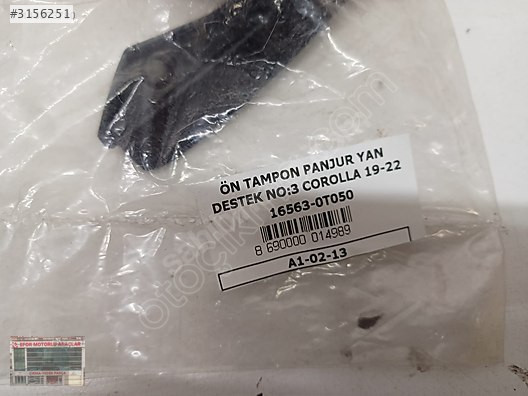 #3156251
ÖN TAMPON PANJUR YAN
DESTEK NO:3 COROLLA 19-22
16563-0T050
8 690000 014989
A1-02-13